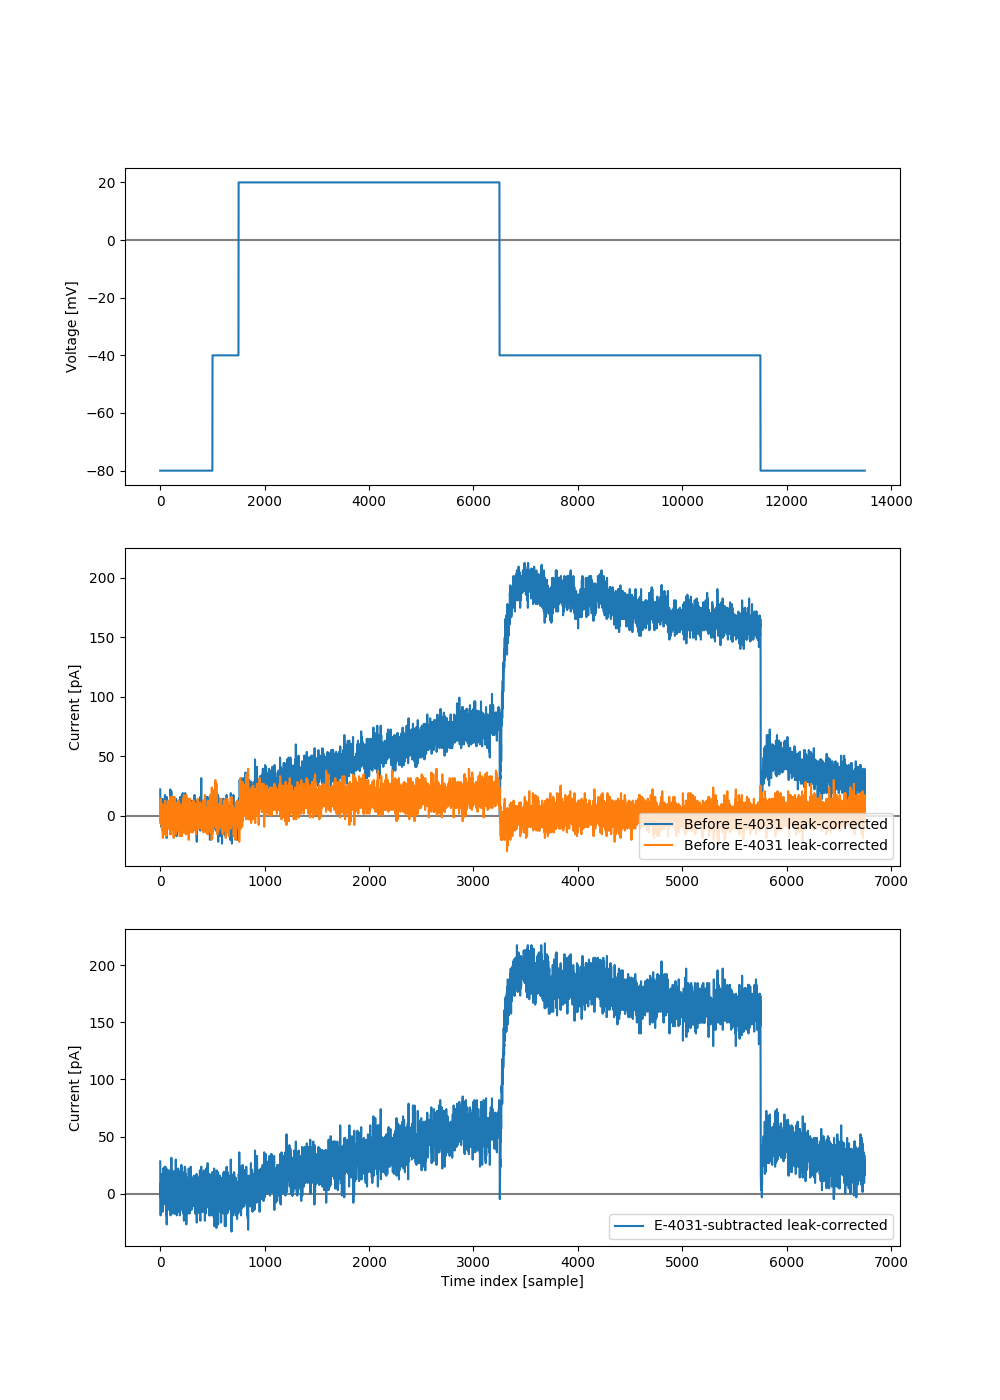 20
0
−20
−40
−60
−80
Voltage [mV]
0 2000 4000 6000 8000 10000 12000 14000
200
150
100
50
0
Current [pA]
Before E-4031 leak-corrected
Before E-4031 leak-corrected
0 1000 2000 3000 4000 5000 6000 7000
200
150
100
50
0
Current [pA]
E-4031-subtracted leak-corrected
0 1000 2000 3000 4000 5000 6000 7000
Time index [sample]